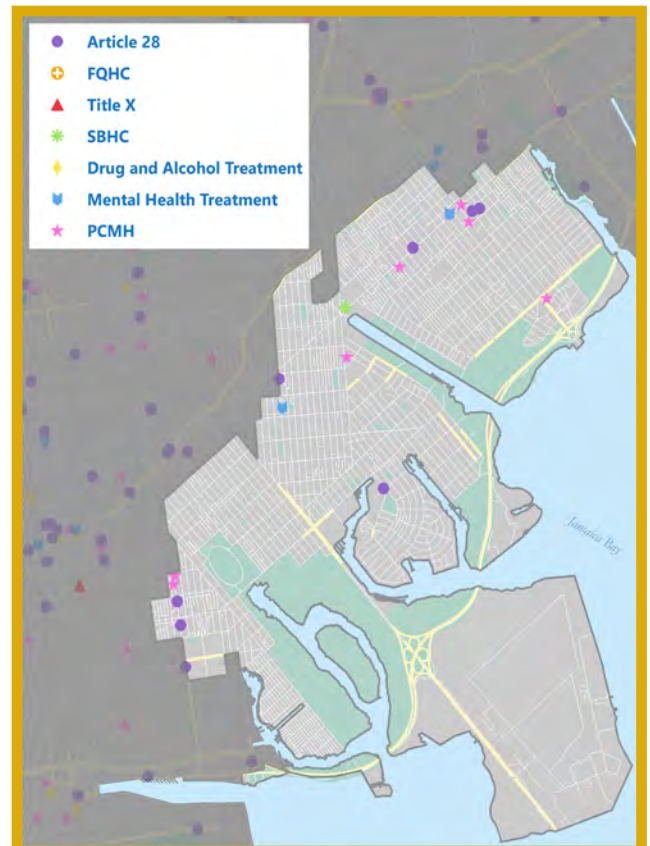 Article 28
FQHC
Title X
SBHC
Drug and Alcohol Treatment
Mental Health Treatment
PCMH
Jamaica Bay